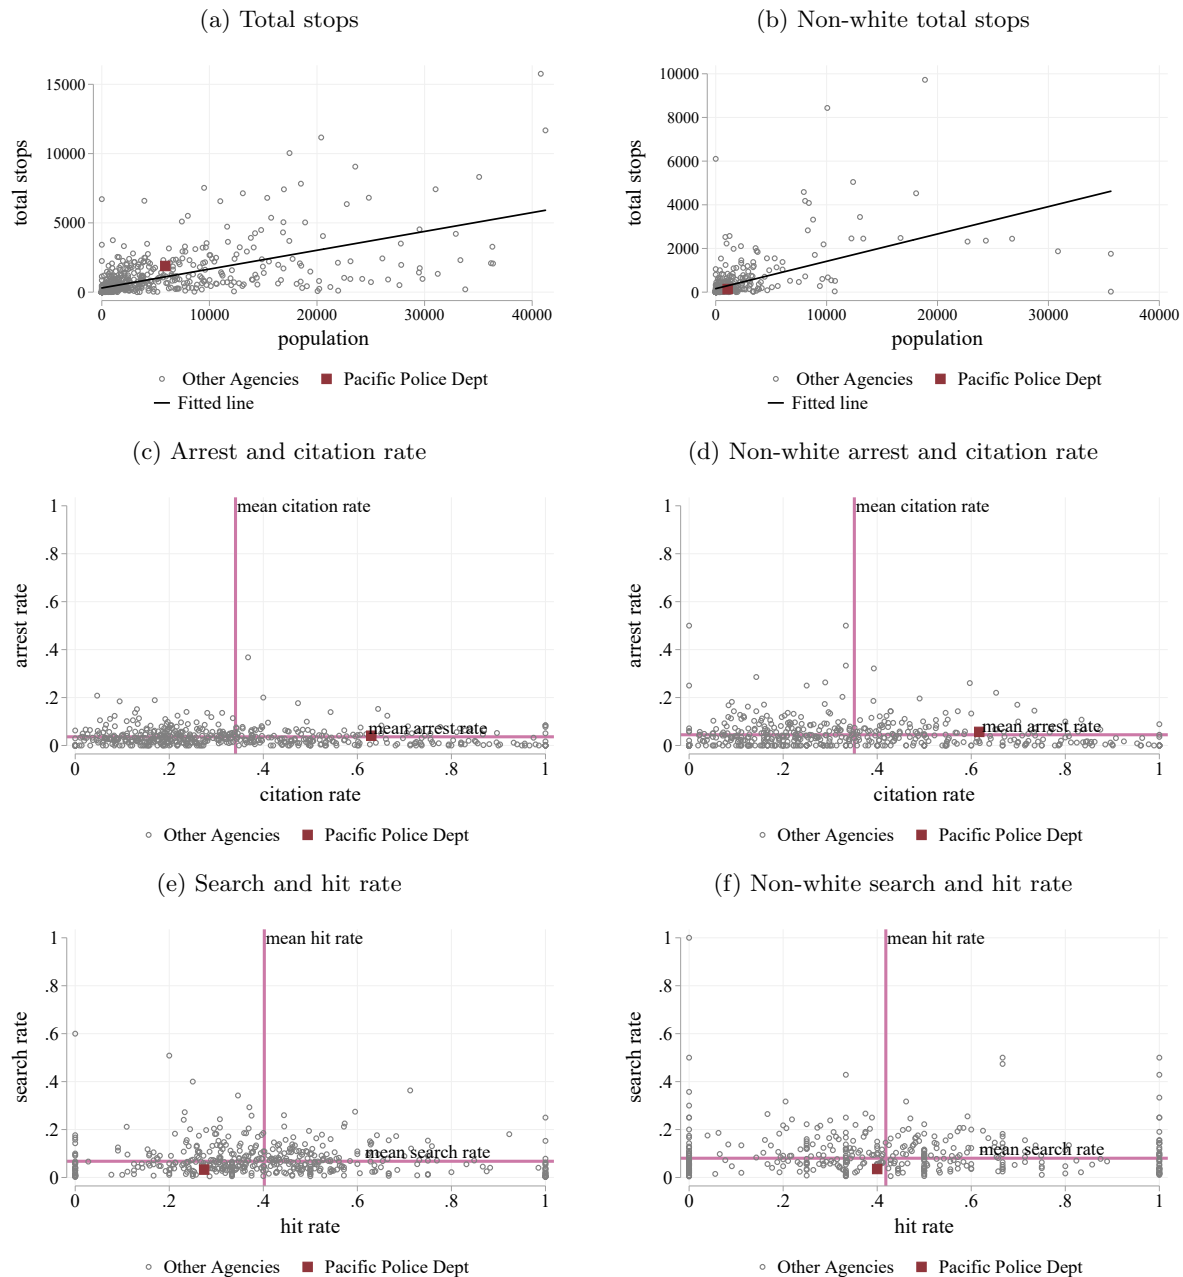 (a) Total stops
15000
10000
5000
0
total stops
0 10000 20000 30000 40000
population
Other Agencies Pacific Police Dept
Fitted line
(b) Non-white total stops
10000
8000
6000
4000
2000
0
total stops
0 10000 20000 30000 40000
population
Other Agencies Pacific Police Dept
Fitted line
(c) Arrest and citation rate
mean citation rate
1
.8
.6
.4
.2
0
arrest rate
mean arrest rate
0 .2 .4 .6 .8 1
citation rate
Other Agencies Pacific Police Dept
(d) Non-white arrest and citation rate
mean citation rate
1
.8
.6
.4
.2
0
arrest rate
mean arrest rate
0 .2 .4 .6 .8 1
citation rate
Other Agencies Pacific Police Dept
(e) Search and hit rate
mean hit rate
1
.8
.6
.4
.2
0
search rate
mean search rate
0 .2 .4 .6 .8 1
hit rate
Other Agencies Pacific Police Dept
(f) Non-white search and hit rate
mean hit rate
1
.8
.6
.4
.2
0
search rate
mean search rate
0 .2 .4 .6 .8 1
hit rate
Other Agencies Pacific Police Dept